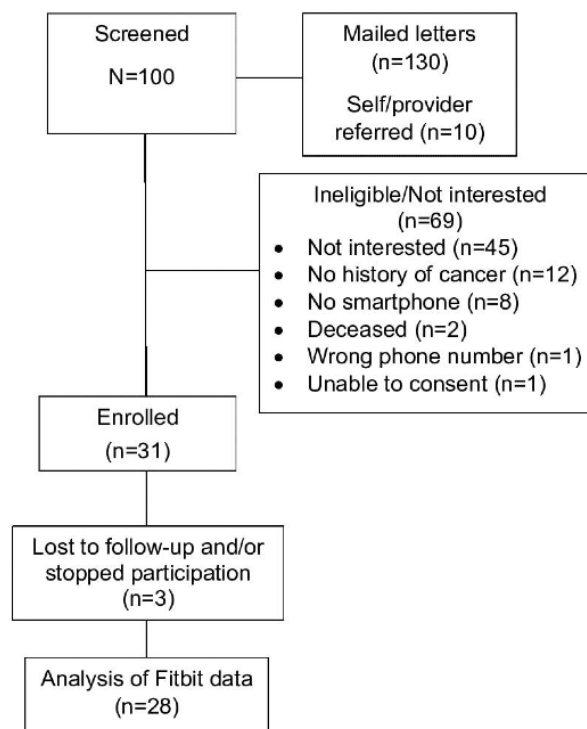 Screened
N=100
Mailed letters
(n=130)
Self/provider
referred (n=10)
Ineligible/Not interested
(n=69)
• Not interested (n=45)
• No history of cancer (n=12)
• No smartphone (n=8)
• Deceased (n=2)
• Wrong phone number (n=1)
• Unable to consent (n=1)
Enrolled
(n=31)
Lost to follow-up and/or
stopped participation
(n=3)
Analysis of Fitbit data
(n=28)